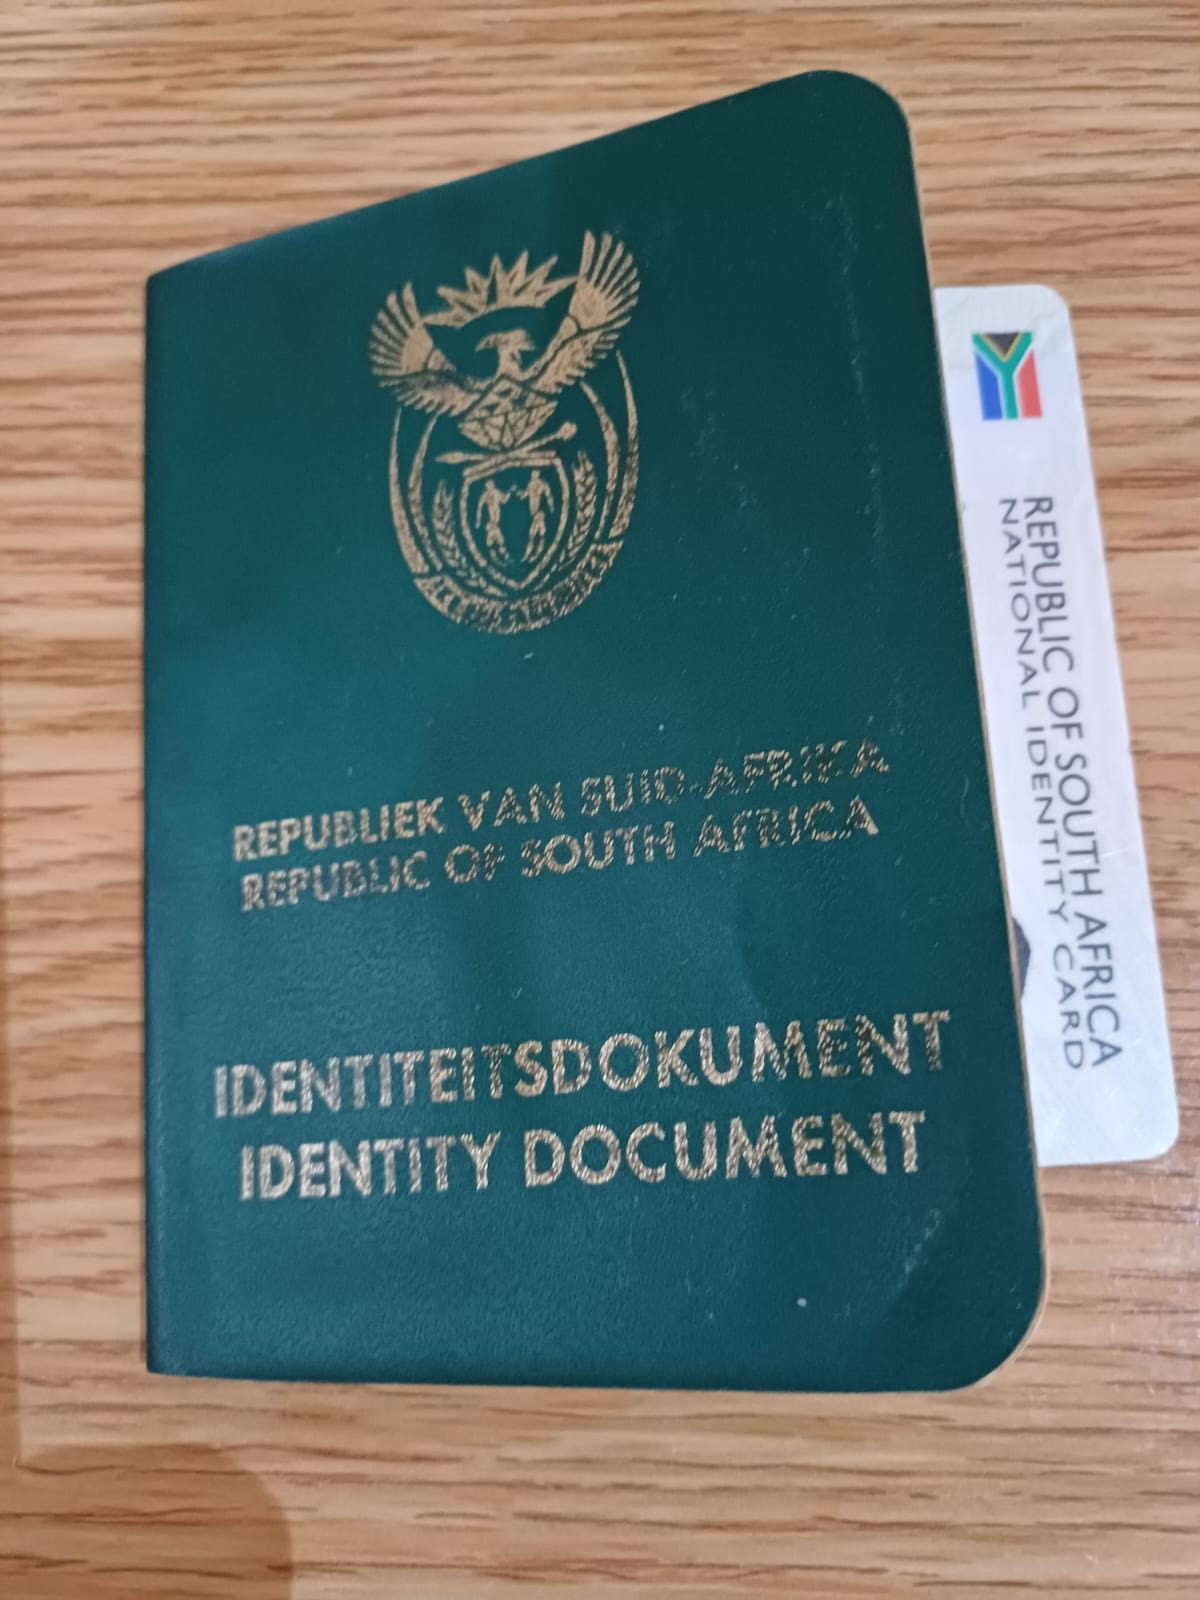 REPUBLIEK VAN SUID-AFRIKA
REPUBLIC OF SOUTH AFRICA
IDENTITEITSDOKUMENT
IDENTITY DOCUMENT
REPUBLIC OF SOUTH AFRICA
NATIONAL IDENTITY CARD